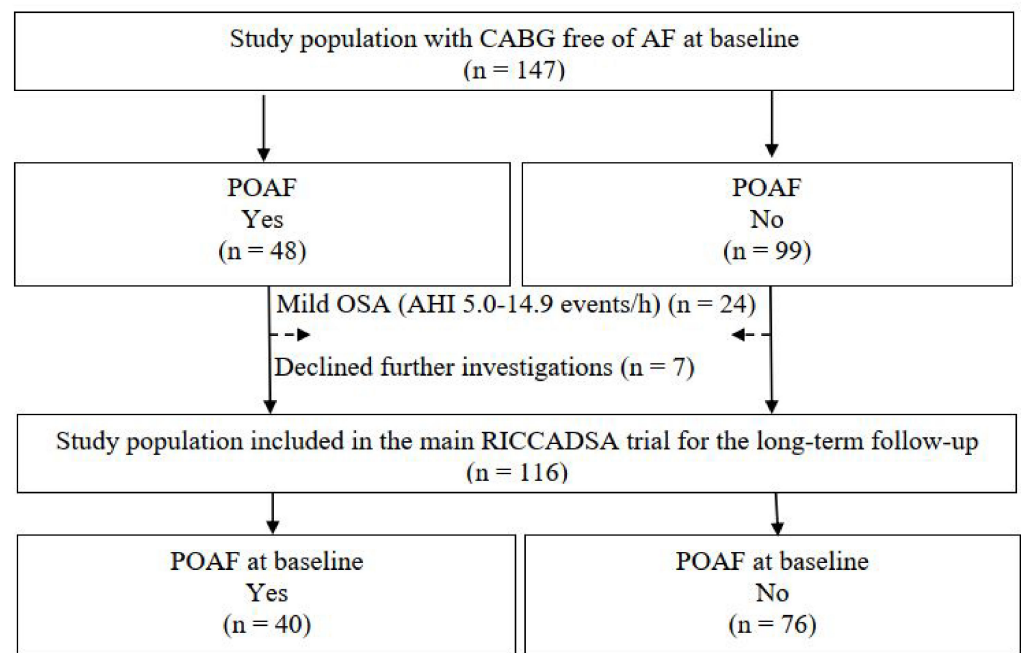 Study population with CABG free of AF at baseline
(n = 147)
POAF
Yes
(n = 48)
POAF
No
(n = 99)
Mild OSA (AHI 5.0-14.9 events/h) (n = 24)
Declined further investigations (n = 7)
Study population included in the main RICCADSA trial for the long-term follow-up
(n = 116)
POAF at baseline
Yes
(n = 40)
POAF at baseline
No
(n = 76)